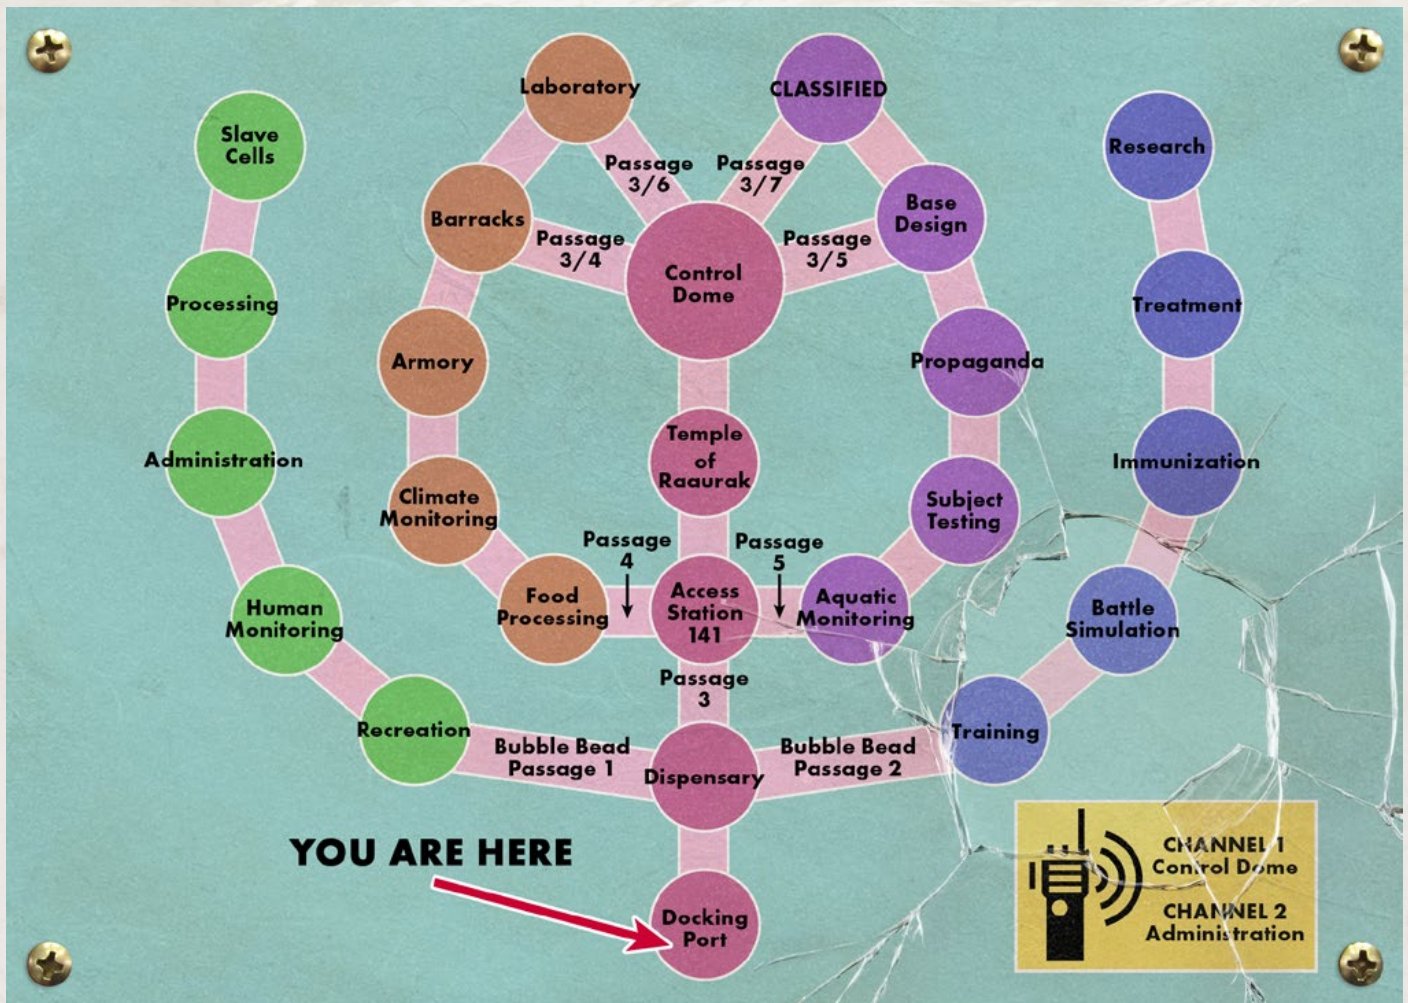 Laboratory
CLASSIFIED
Slave
Cells
Research
Passage
3/6
Passage
3/7
Barracks
Base
Design
Passage
3/4
Passage
3/5
Control
Dome
Processing
Treatment
Armory
Propaganda
Temple
of
Raaurak
Administration
Immunization
Climate
Monitoring
Subject
Testing
Passage
4
Passage
5
Food
Processing
Access
Station
141
Aquatic
Monitoring
Human
Monitoring
Battle
Simulation
Passage
3
Recreation
Training
Bubble Bead
Passage 1
Dispensary
Bubble Bead
Passage 2
YOU ARE HERE
Docking
Port
CHANNEL 1
Control Dome
CHANNEL 2
Administration